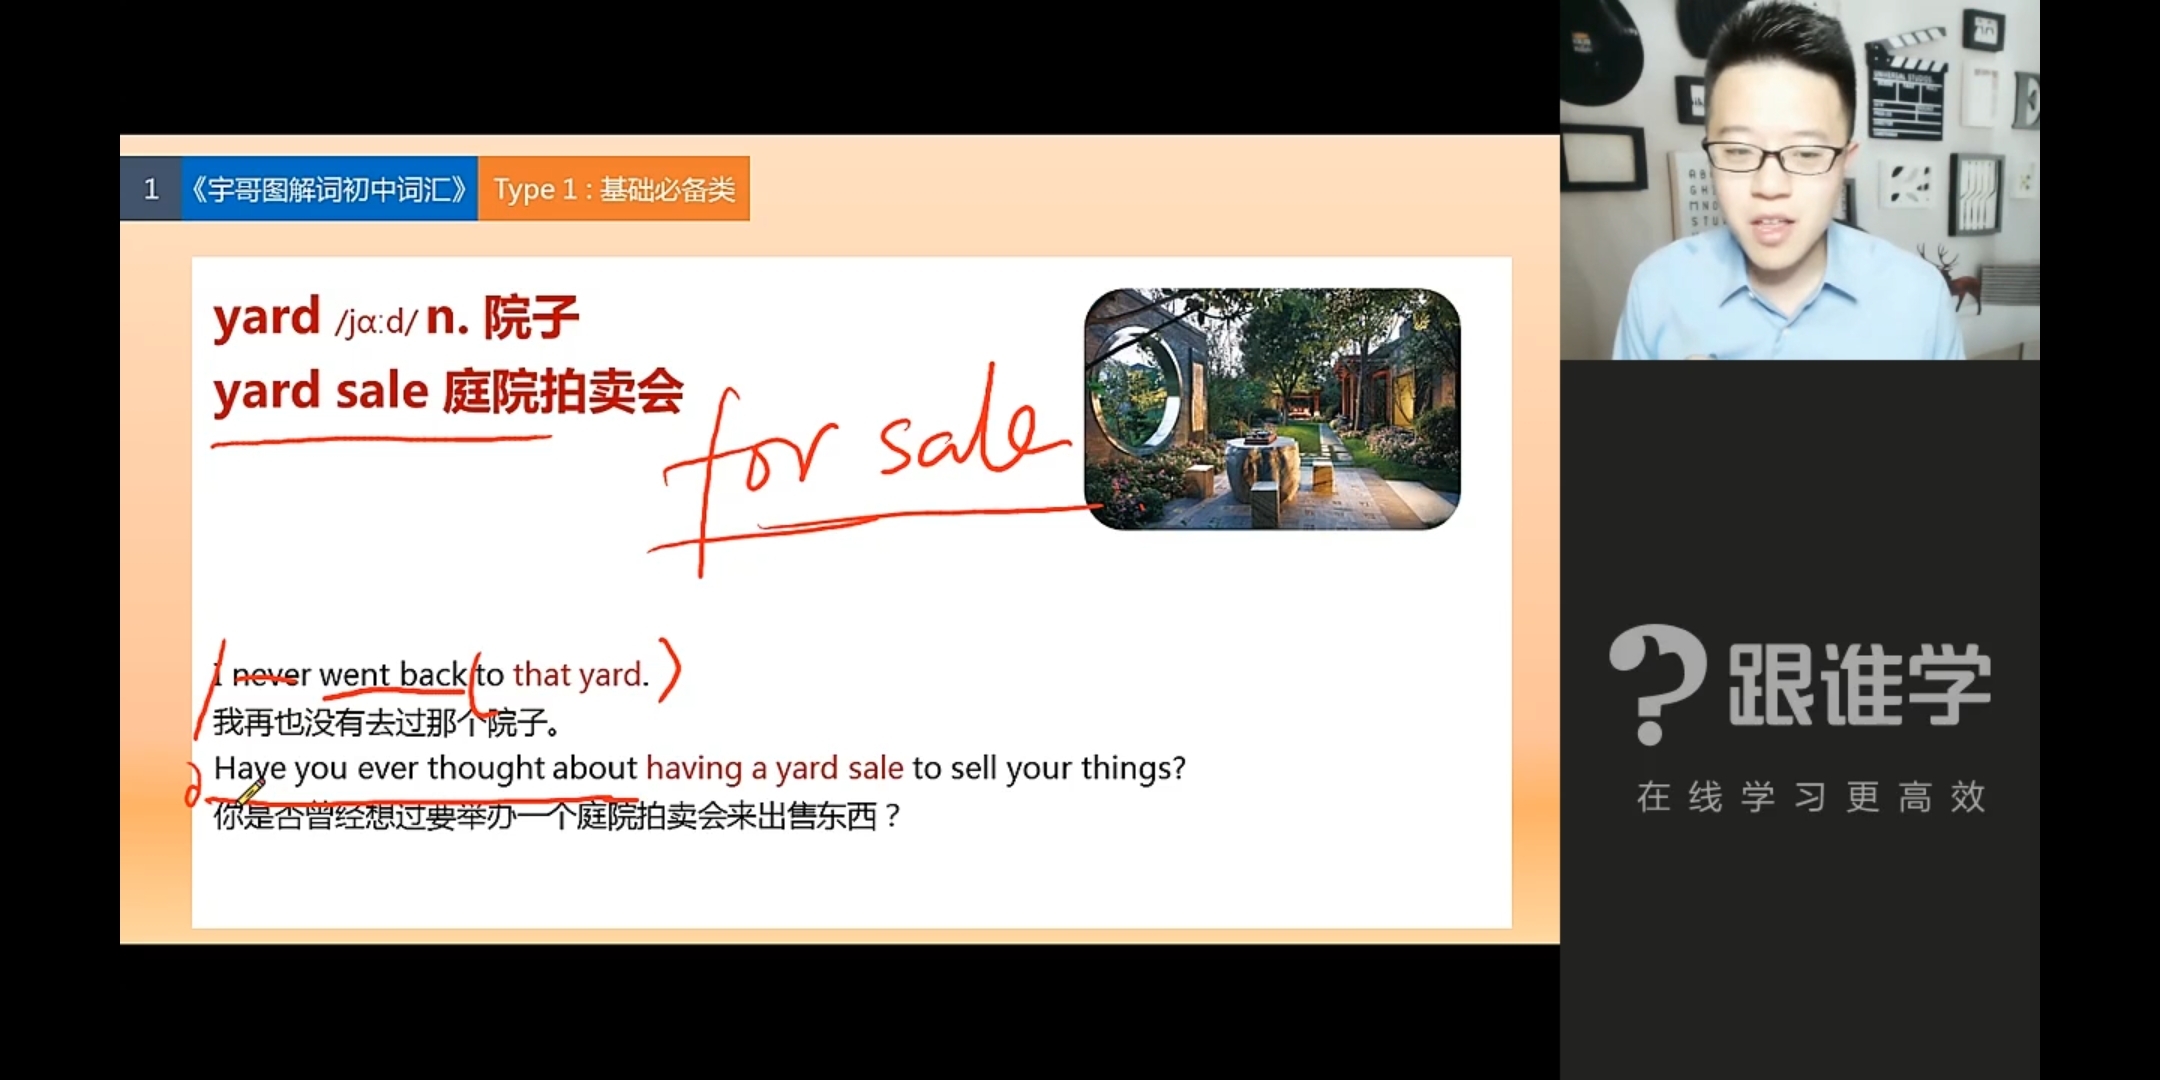 1 《宇哥图解词初中词汇》 Type 1 : 基础必备类
yard /jɑ:d/ n. 院子
yard sale 庭院拍卖会
for sale
I never went back to that yard.
我再也没有去过那个院子。
Have you ever thought about having a yard sale to sell your things?
你是否曾经想过要举办一个庭院拍卖会来出售东西？
UNIVERSAL STUDIOS
跟谁学
在线学习更高效